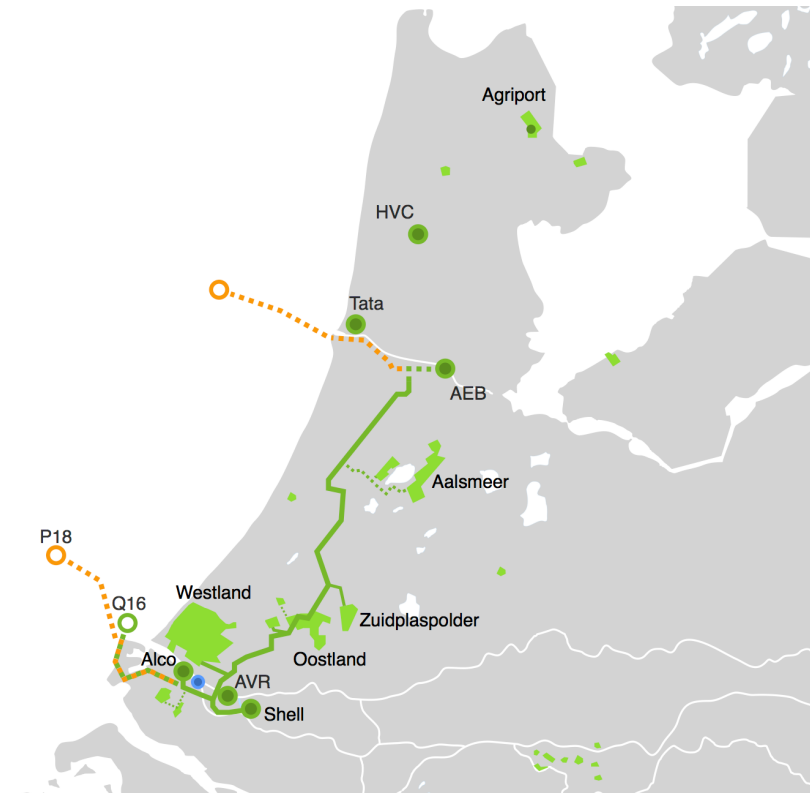 Agriport
HVC
Tata
AEB
Aalsmeer
P18
Westland
Q16
Zuidplaspolder
Alco
Oostland
AVR
Shell